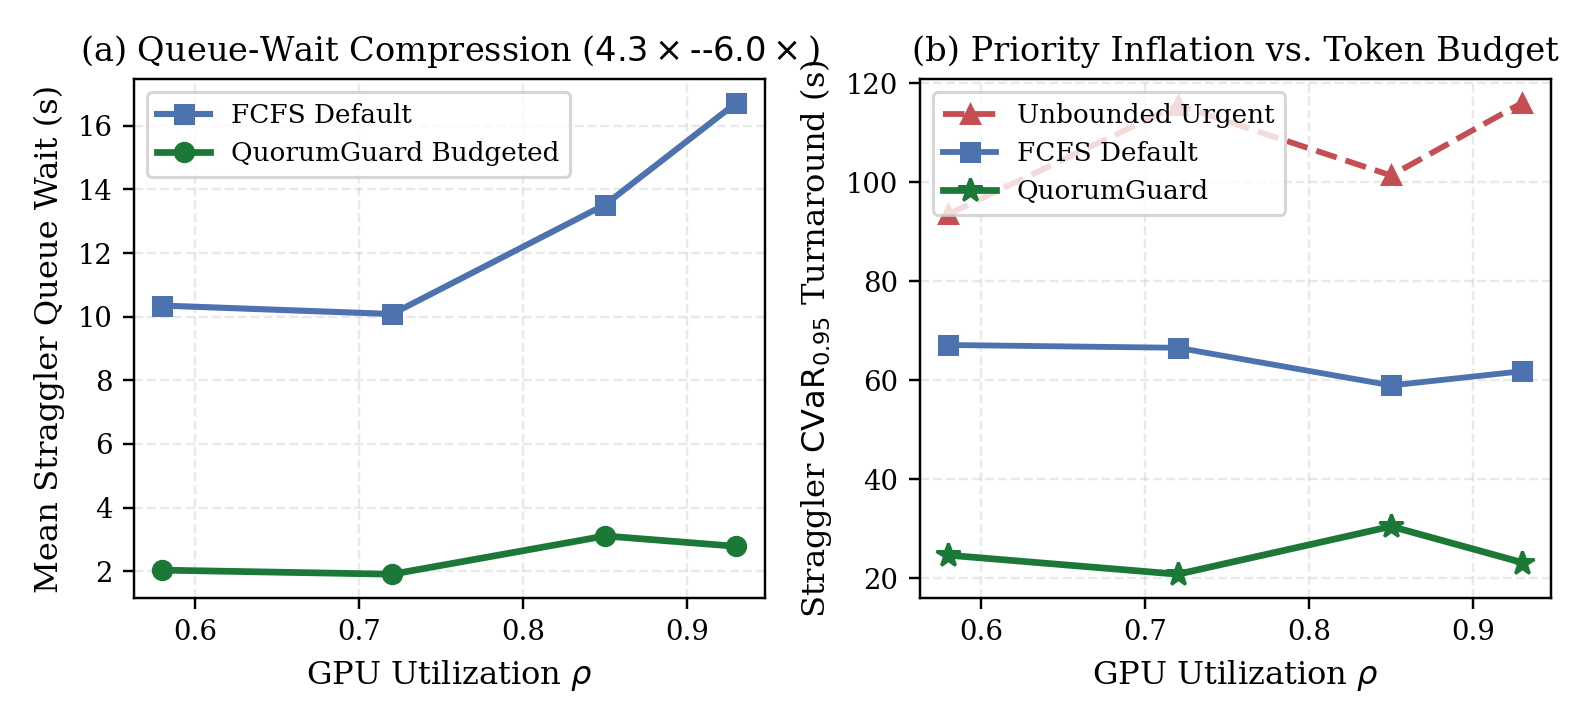 (a) Queue-Wait Compression (4.3 × --6.0 × )
FCFS Default
QuorumGuard Budgeted
Mean Straggler Queue Wait (s)
16
14
12
10
8
6
4
2
0.6
0.7
0.8
0.9
GPU Utilization ρ
(b) Priority Inflation vs. Token Budget
Unbounded Urgent
FCFS Default
QuorumGuard
Straggler CVaR0.95 Turnaround (s)
120
100
80
60
40
20
0.6
0.7
0.8
0.9
GPU Utilization ρ